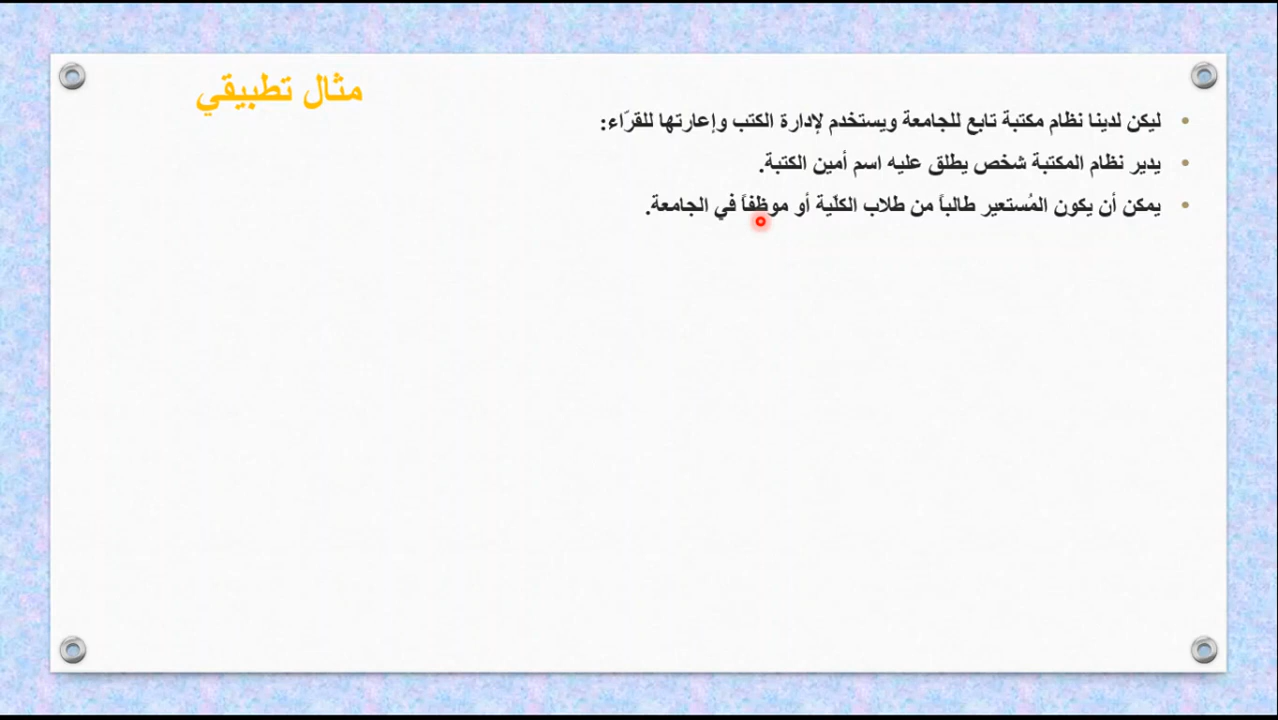 مثال تطبيقي
ليكن لدينا نظام مكتبة تابع للجامعة ويستخدم لإدارة الكتب وإعارتها للقرّاء:
يدير نظام المكتبة شخص يطلق عليه اسم أمين الكتبة.
يمكن أن يكون المُستعير طالباً من طلاب الكلّية أو موظفاً في الجامعة.